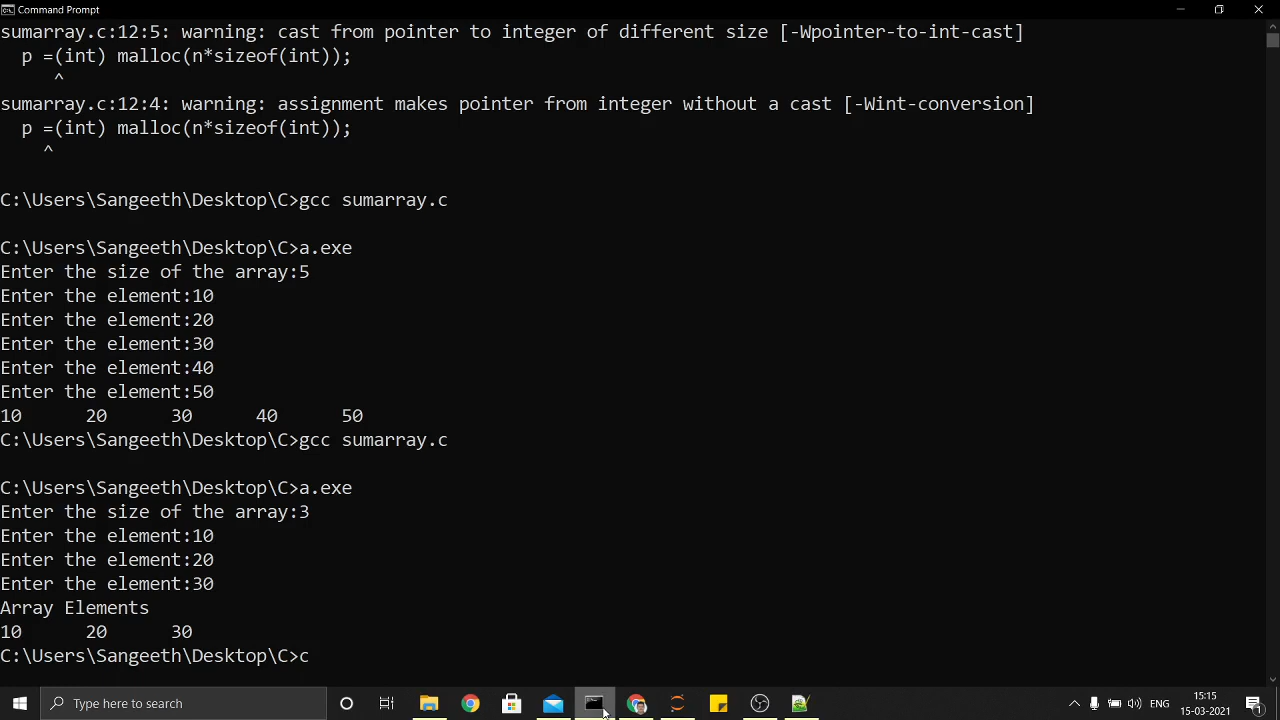 Command Prompt
sumarray.c:12:5: warning: cast from pointer to integer of different size [-Wpointer-to-int-cast]
p =(int) malloc(n*sizeof(int));
^
sumarray.c:12:4: warning: assignment makes pointer from integer without a cast [-Wint-conversion]
p =(int) malloc(n*sizeof(int));
^
C:\Users\Sangeeth\Desktop\C>gcc sumarray.c
C:\Users\Sangeeth\Desktop\C>a.exe
Enter the size of the array:5
Enter the element:10
Enter the element:20
Enter the element:30
Enter the element:40
Enter the element:50
10 20 30 40 50
C:\Users\Sangeeth\Desktop\C>gcc sumarray.c
C:\Users\Sangeeth\Desktop\C>a.exe
Enter the size of the array:3
Enter the element:10
Enter the element:20
Enter the element:30
Array Elements
10 20 30
C:\Users\Sangeeth\Desktop\C>c
Type here to search
ENG
15:15
15-03-2021
1